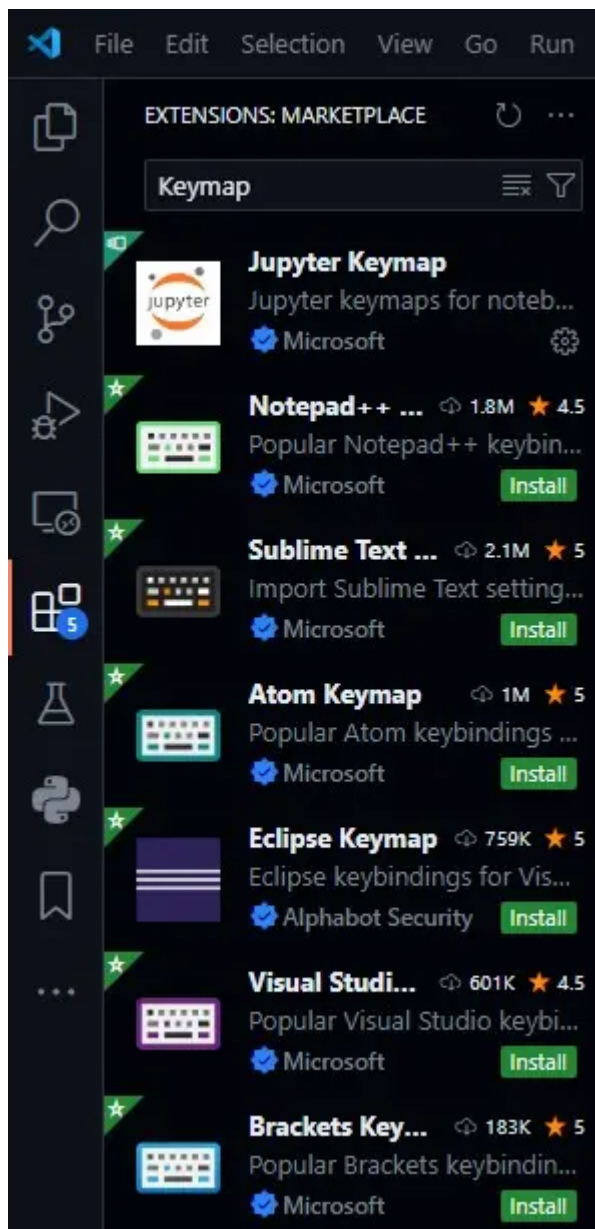 File Edit Selection View Go Run
EXTENSIONS: MARKETPLACE
Keymap
jupyter
Jupyter Keymap
Jupyter keymaps for noteb...
Microsoft
Notepad++ ... 1.8M 4.5
Popular Notepad++ keybin...
Microsoft Install
Sublime Text ... 2.1M 5
Import Sublime Text setting...
Microsoft Install
Atom Keymap 1M 5
Popular Atom keybindings ...
Microsoft Install
5
Eclipse Keymap 759K 5
Eclipse keybindings for Vis...
Alphabot Security Install
Visual Studi... 601K 4.5
Popular Visual Studio keybi...
Microsoft Install
Brackets Key... 183K 5
Popular Brackets keybindin...
Microsoft Install